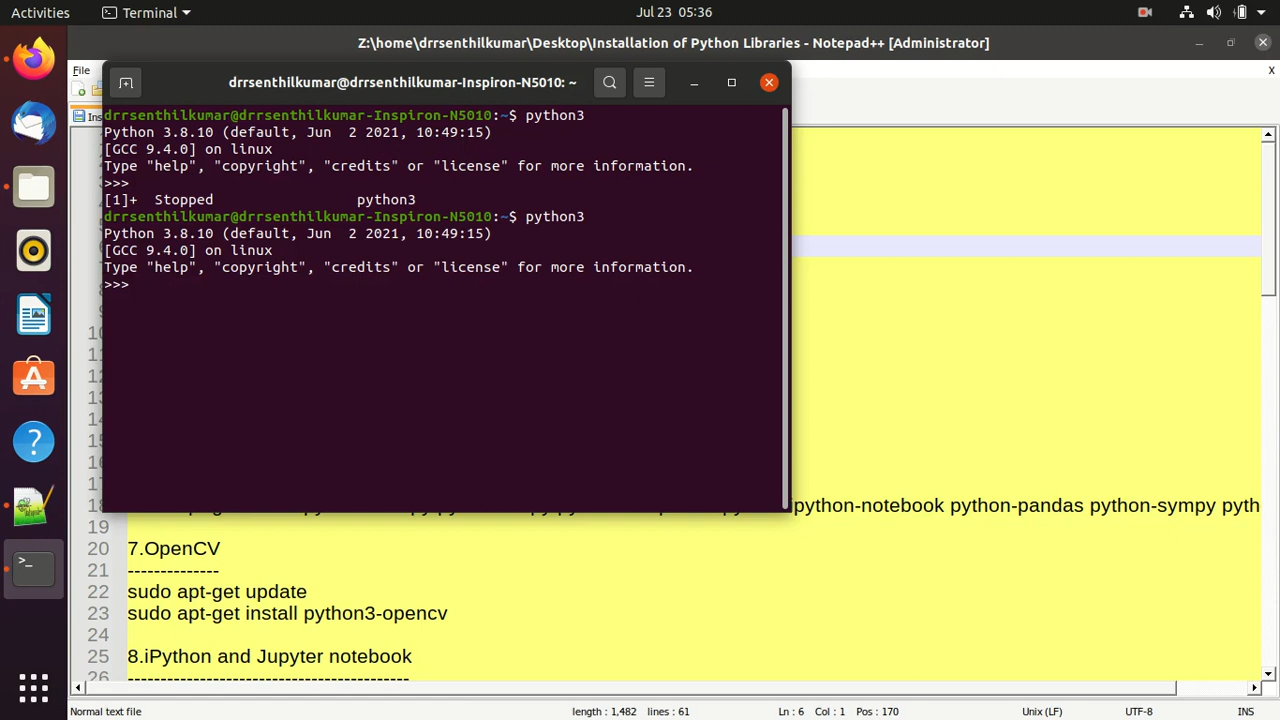 Activities
Terminal
Jul 23 05:36
Z:\home\drrsenthilkumar\Desktop\Installation of Python Libraries - Notepad++ [Administrator]
File
X
drrsenthilkumar@drrsenthilkumar-Inspiron-N5010: ~
Ins
drrsenthilkumar@drrsenthilkumar-Inspiron-N5010:~$ python3
Python 3.8.10 (default, Jun  2 2021, 10:49:15)
[GCC 9.4.0] on linux
Type "help", "copyright", "credits" or "license" for more information.
>>>
[1]+  Stopped                 python3
drrsenthilkumar@drrsenthilkumar-Inspiron-N5010:~$ python3
Python 3.8.10 (default, Jun  2 2021, 10:49:15)
[GCC 9.4.0] on linux
Type "help", "copyright", "credits" or "license" for more information.
>>>
18 ipython-notebook python-pandas python-sympy pyth
19
20 7.OpenCV
21 --------------
22 sudo apt-get update
23 sudo apt-get install python3-opencv
24
25 8.iPython and Jupyter notebook
26 -------------------------------------------
Normal text file
length : 1,482 lines : 61
Ln : 6 Col : 1 Pos : 170
Unix (LF)
UTF-8
INS